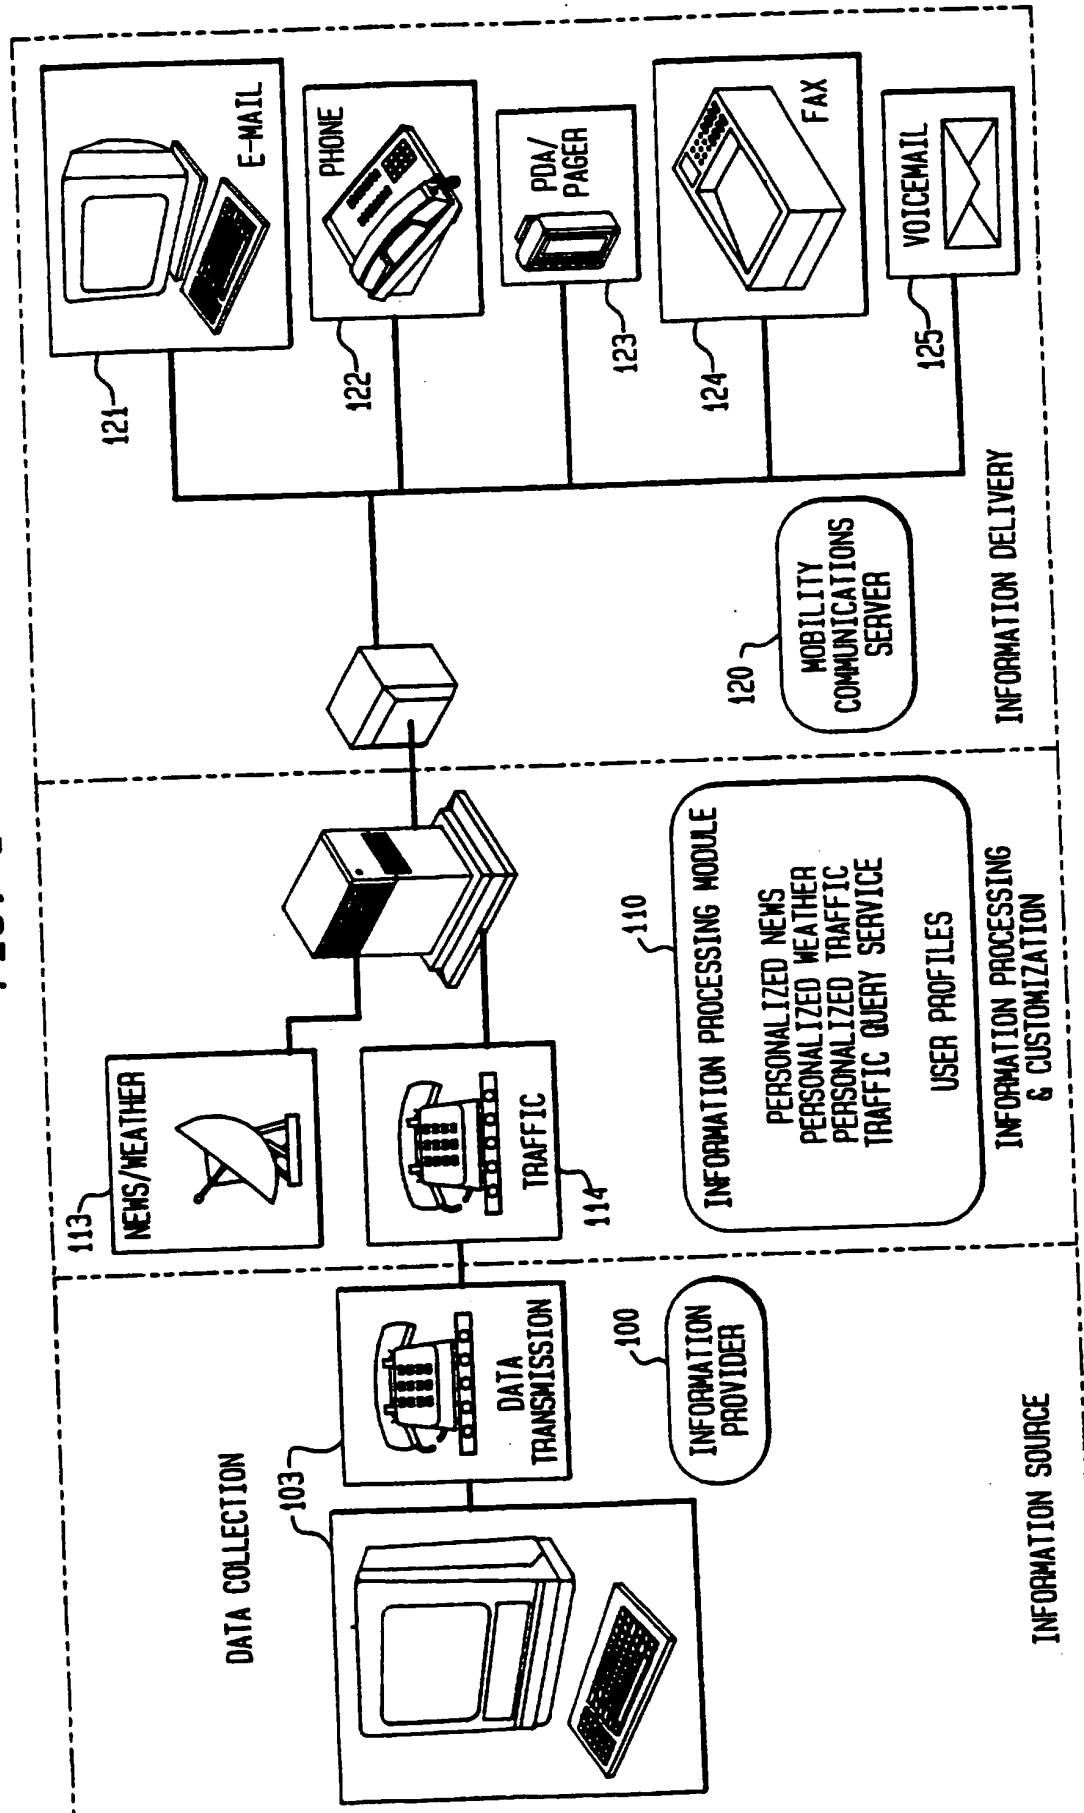 DATA COLLECTION
103
DATA
TRANSMISSION
100
INFORMATION
PROVIDER
INFORMATION SOURCE
113
NEWS/WEATHER
TRAFFIC
114
110
INFORMATION PROCESSING MODULE
PERSONALIZED NEWS
PERSONALIZED WEATHER
PERSONALIZED TRAFFIC
TRAFFIC QUERY SERVICE
USER PROFILES
INFORMATION PROCESSING
& CUSTOMIZATION
121
E-MAIL
122
PHONE
123
PDA/
PAGER
124
FAX
125
VOICEMAIL
120
MOBILITY
COMMUNICATIONS
SERVER
INFORMATION DELIVERY